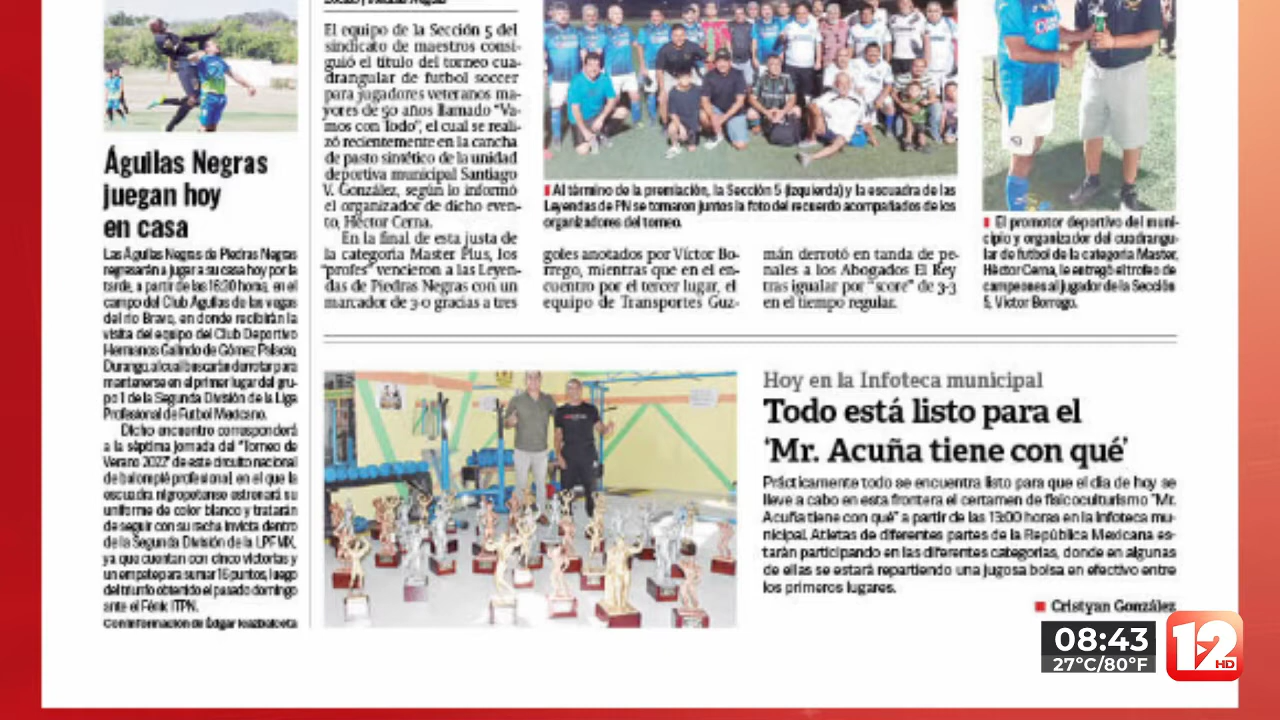 Águilas Negras
juegan hoy
en casa
Las Águilas Negras de Piedras Negras
regresarán a jugar a su casa hoy por la
tarde, a partir de las 16:30 horas, en el
campo del Club Águilas de las vegas
del río Bravo, en donde recibirán la
visita del equipo del Club Deportivo
Hermanos Galindo de Gómez Palacio,
Durango, al cual buscarán derrotar para
mantenerse en el primer lugar del gru-
po 1 de la Segunda División de la Liga
Profesional de Futbol Mexicano.
Dicho encuentro corresponderá
a la séptima jornada del "Torneo de
Verano 2022" de este circuito nacional
de balompié profesional, en el que la
escuadra nigropetense estrenará su
uniforme de color blanco y tratarán
de seguir con su racha invicta dentro
de la Segunda División de la LPFMX,
ya que cuentan con cinco victorias y
un empate para sumar 16 puntos, luego
del triunfo obtenido el pasado domingo
ante el Fénix ITPN.
Con información de Édgar
El equipo de la Sección 5 del
sindicato de maestros consi-
guió el título del torneo cua-
drangular de futbol soccer
para jugadores veteranos ma-
yores de 50 años llamado "Va-
mos con Todo", el cual se reali-
zó recientemente en la cancha
de pasto sintético de la unidad
deportiva municipal Santiago
V. González, según lo informó
el organizador de dicho even-
to, Héctor Cerna.
En la final de esta justa de
la categoría Master Plus, los
"profes" vencieron a las Leyen-
das de Piedras Negras con un
marcador de 3-0 gracias a tres
Al término de la premiación, la Sección 5 (izquierda) y la escuadra de las
Leyendas de PN se tomaron juntos la foto del recuerdo acompañados de los
organizadores del torneo.
goles anotados por Víctor Bo-
rrego, mientras que en el en-
cuentro por el tercer lugar, el
equipo de Transportes Guz-
mán derrotó en tanda de pe-
nales a los Abogados El Rey
tras igualar por "score" de 3-3
en el tiempo regular.
El promotor deportivo del muni-
cipio y organizador del cuadrangu-
lar de futbol de la categoría Master,
Héctor Cerna, le entregó el trofeo de
campeones al jugador de la Sección
5, Víctor Borrego.
Hoy en la Infoteca municipal
Todo está listo para el
'Mr. Acuña tiene con qué'
Prácticamente todo se encuentra listo para que el día de hoy se
lleve a cabo en esta frontera el certamen de fisicoculturismo "Mr.
Acuña tiene con qué" a partir de las 13:00 horas en la Infoteca mu-
nicipal. Atletas de diferentes partes de la República Mexicana es-
tarán participando en las diferentes categorías, donde en algunas
de ellas se estará repartiendo una jugosa bolsa en efectivo entre
los primeros lugares.
Cristyan González
08:43
27°C/80°F
12
HD